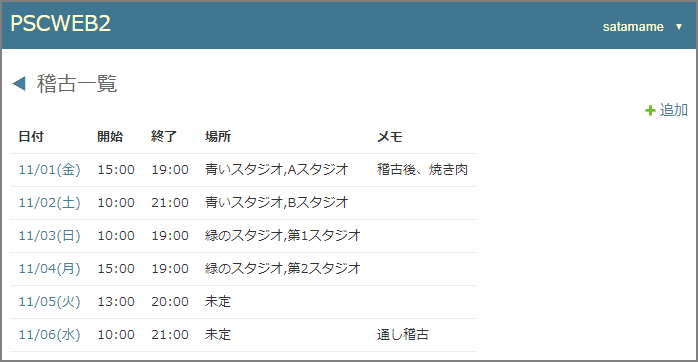 PSCWEB2
satamame ▼
◀ 稽古一覧
+ 追加
日付 開始 終了 場所 メモ
11/01(金) 15:00 19:00 青いスタジオ,Aスタジオ 稽古後、焼き肉
11/02(土) 10:00 21:00 青いスタジオ,Bスタジオ
11/03(日) 10:00 19:00 緑のスタジオ,第1スタジオ
11/04(月) 15:00 19:00 緑のスタジオ,第2スタジオ
11/05(火) 13:00 20:00 未定
11/06(水) 10:00 21:00 未定 通し稽古